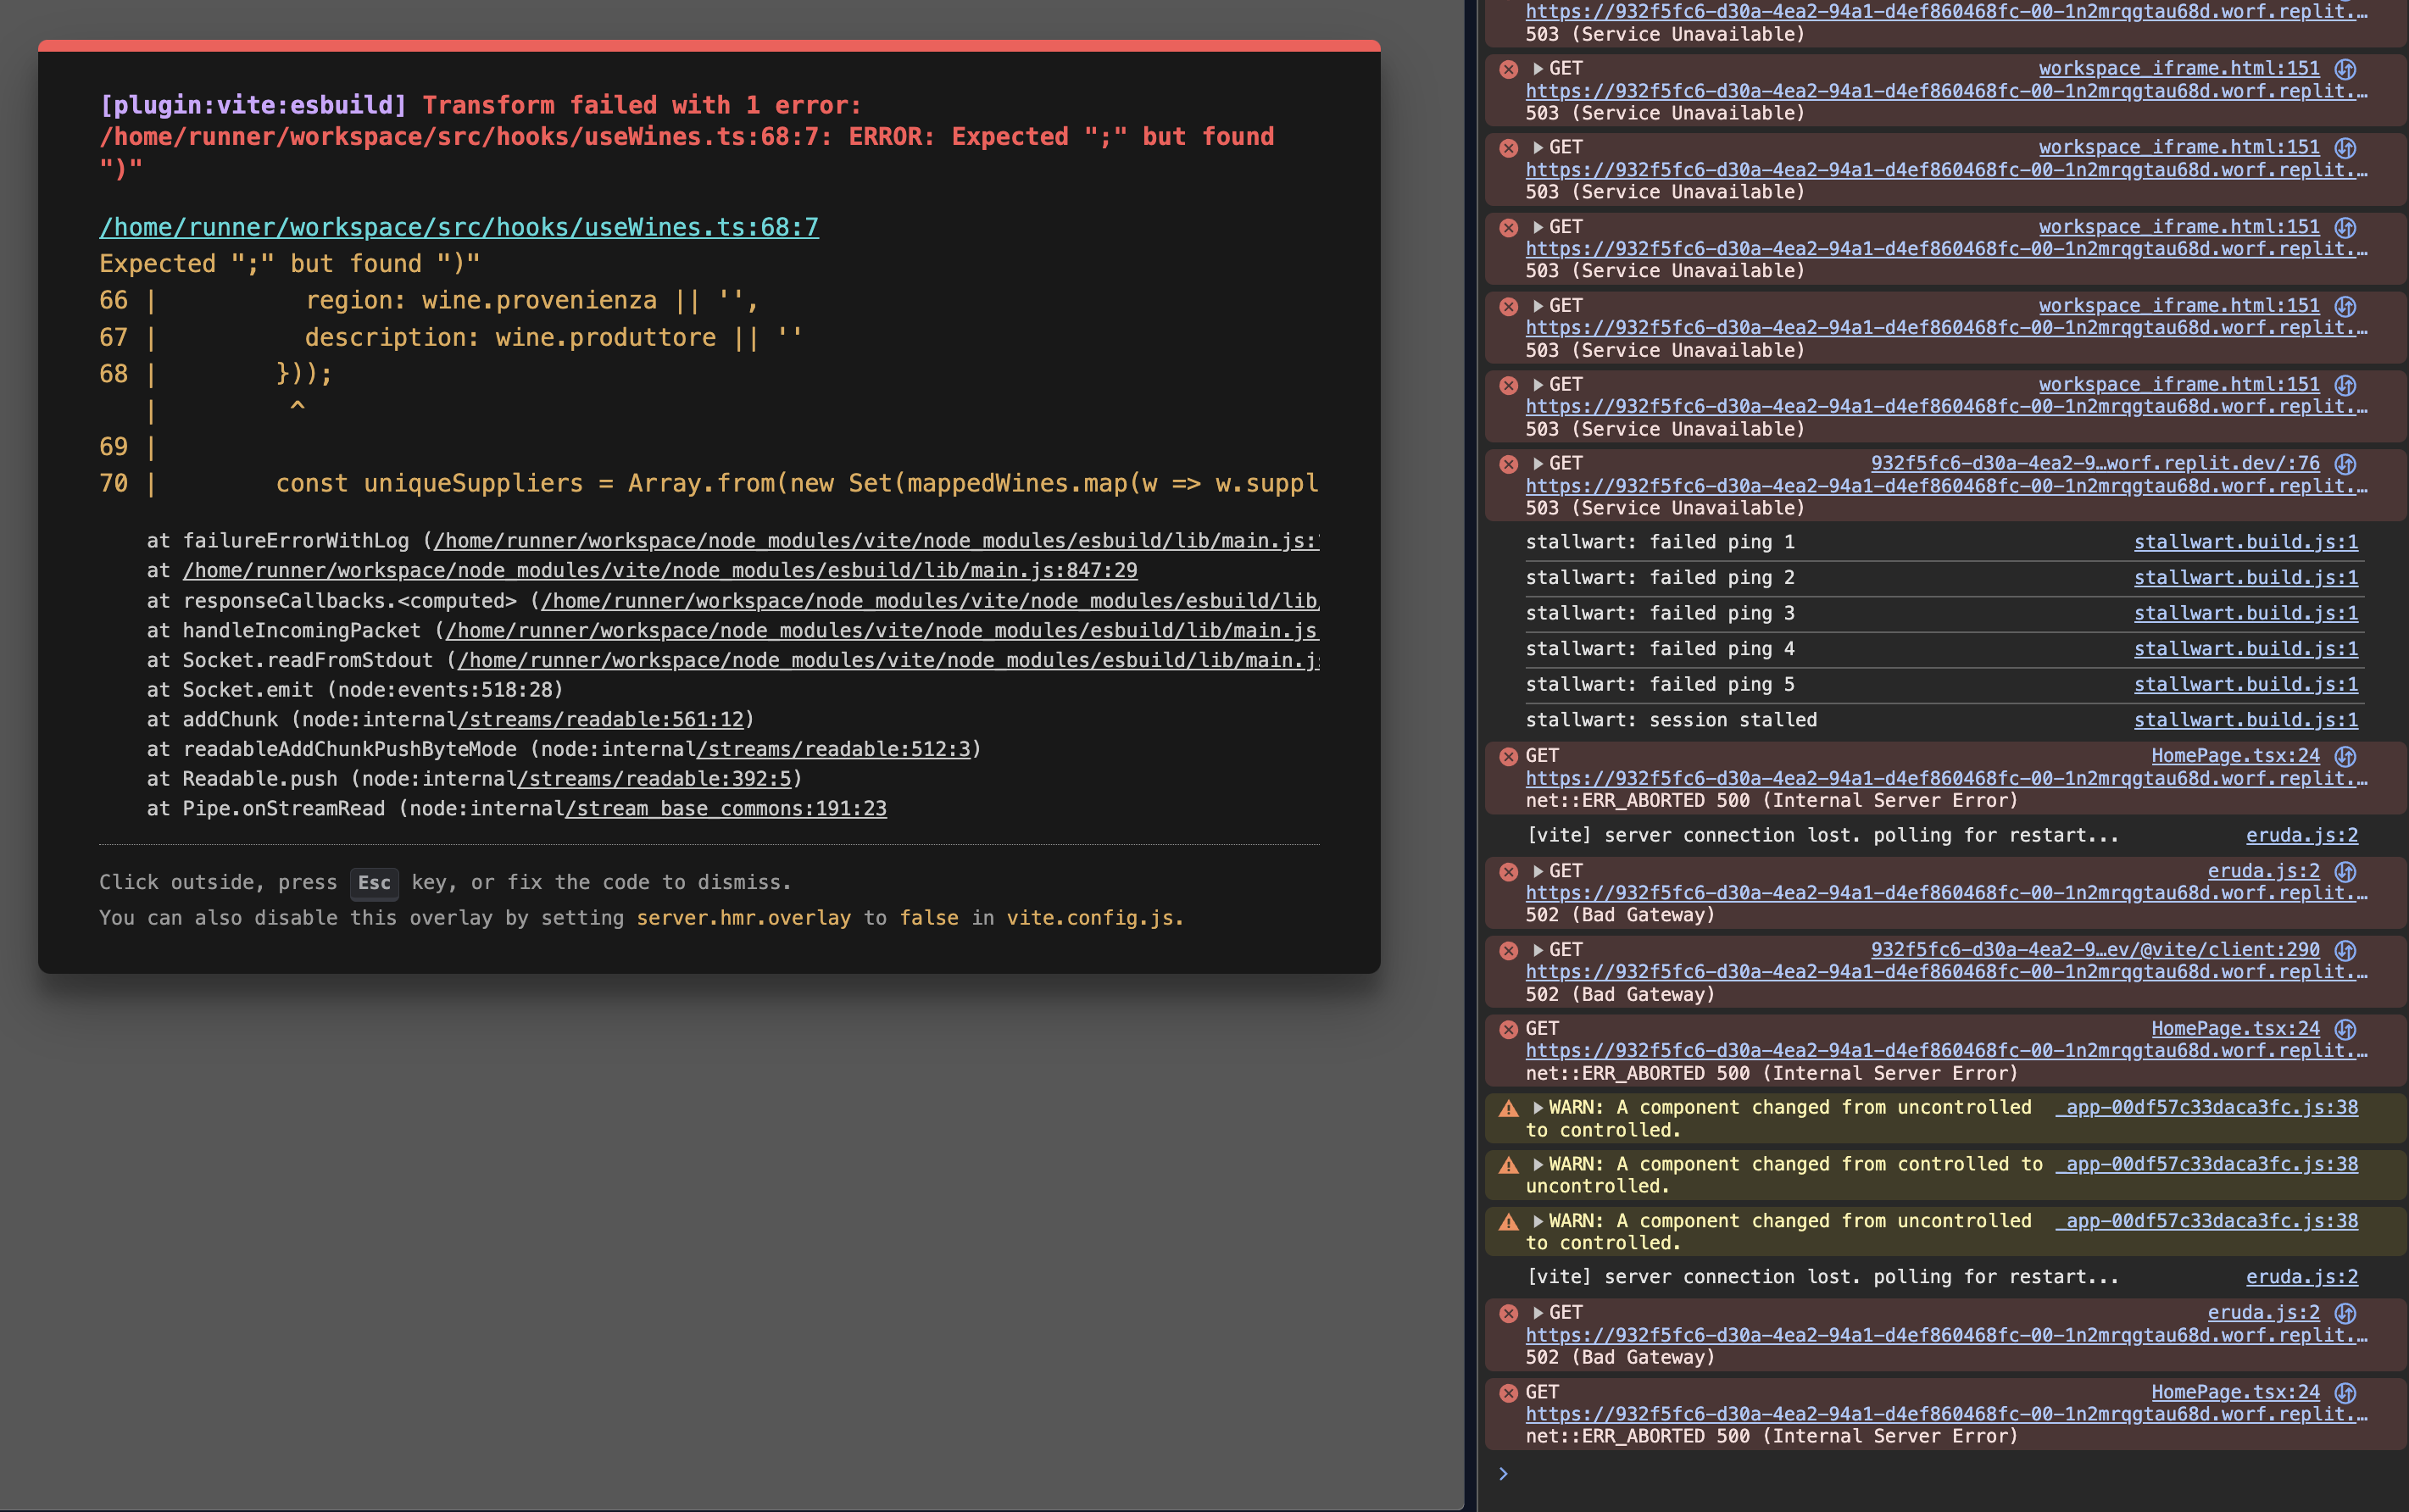 [plugin:vite:esbuild] Transform failed with 1 error:
/home/runner/workspace/src/hooks/useWines.ts:68:7: ERROR: Expected ";" but found
")"
/home/runner/workspace/src/hooks/useWines.ts:68:7
Expected ";" but found ")"
66 |          region: wine.provenienza || '',
67 |          description: wine.produttore || ''
68 |        }));
   |         ^
69 |
70 |        const uniqueSuppliers = Array.from(new Set(mappedWines.map(w => w.suppl
at failureErrorWithLog (/home/runner/workspace/node_modules/vite/node_modules/esbuild/lib/main.js:
at /home/runner/workspace/node_modules/vite/node_modules/esbuild/lib/main.js:847:29
at responseCallbacks.<computed> (/home/runner/workspace/node_modules/vite/node_modules/esbuild/lib/
at handleIncomingPacket (/home/runner/workspace/node_modules/vite/node_modules/esbuild/lib/main.js
at Socket.readFromStdout (/home/runner/workspace/node_modules/vite/node_modules/esbuild/lib/main.js
at Socket.emit (node:events:518:28)
at addChunk (node:internal/streams/readable:561:12)
at readableAddChunkPushByteMode (node:internal/streams/readable:512:3)
at Readable.push (node:internal/streams/readable:392:5)
at Pipe.onStreamRead (node:internal/stream_base_commons:191:23
Click outside, press Esc key, or fix the code to dismiss.
You can also disable this overlay by setting server.hmr.overlay to false in vite.config.js.
https://932f5fc6-d30a-4ea2-94a1-d4ef860468fc-00-1n2mrqgtau68d.worf.replit.…
503 (Service Unavailable)
GET workspace_iframe.html:151
https://932f5fc6-d30a-4ea2-94a1-d4ef860468fc-00-1n2mrqgtau68d.worf.replit.…
503 (Service Unavailable)
GET workspace_iframe.html:151
https://932f5fc6-d30a-4ea2-94a1-d4ef860468fc-00-1n2mrqgtau68d.worf.replit.…
503 (Service Unavailable)
GET workspace_iframe.html:151
https://932f5fc6-d30a-4ea2-94a1-d4ef860468fc-00-1n2mrqgtau68d.worf.replit.…
503 (Service Unavailable)
GET workspace_iframe.html:151
https://932f5fc6-d30a-4ea2-94a1-d4ef860468fc-00-1n2mrqgtau68d.worf.replit.…
503 (Service Unavailable)
GET workspace_iframe.html:151
https://932f5fc6-d30a-4ea2-94a1-d4ef860468fc-00-1n2mrqgtau68d.worf.replit.…
503 (Service Unavailable)
GET 932f5fc6-d30a-4ea2-9…worf.replit.dev/:76
https://932f5fc6-d30a-4ea2-94a1-d4ef860468fc-00-1n2mrqgtau68d.worf.replit.…
503 (Service Unavailable)
stallwart: failed ping 1 stallwart.build.js:1
stallwart: failed ping 2 stallwart.build.js:1
stallwart: failed ping 3 stallwart.build.js:1
stallwart: failed ping 4 stallwart.build.js:1
stallwart: failed ping 5 stallwart.build.js:1
stallwart: session stalled stallwart.build.js:1
GET HomePage.tsx:24
https://932f5fc6-d30a-4ea2-94a1-d4ef860468fc-00-1n2mrqgtau68d.worf.replit.…
net::ERR_ABORTED 500 (Internal Server Error)
[vite] server connection lost. polling for restart... eruda.js:2
GET eruda.js:2
https://932f5fc6-d30a-4ea2-94a1-d4ef860468fc-00-1n2mrqgtau68d.worf.replit.…
502 (Bad Gateway)
GET 932f5fc6-d30a-4ea2-9…ev/@vite/client:290
https://932f5fc6-d30a-4ea2-94a1-d4ef860468fc-00-1n2mrqgtau68d.worf.replit.…
502 (Bad Gateway)
GET HomePage.tsx:24
https://932f5fc6-d30a-4ea2-94a1-d4ef860468fc-00-1n2mrqgtau68d.worf.replit.…
net::ERR_ABORTED 500 (Internal Server Error)
WARN: A component changed from uncontrolled _app-00df57c33daca3fc.js:38
to controlled.
WARN: A component changed from controlled to _app-00df57c33daca3fc.js:38
uncontrolled.
WARN: A component changed from uncontrolled _app-00df57c33daca3fc.js:38
to controlled.
[vite] server connection lost. polling for restart... eruda.js:2
GET eruda.js:2
https://932f5fc6-d30a-4ea2-94a1-d4ef860468fc-00-1n2mrqgtau68d.worf.replit.…
502 (Bad Gateway)
GET HomePage.tsx:24
https://932f5fc6-d30a-4ea2-94a1-d4ef860468fc-00-1n2mrqgtau68d.worf.replit.…
net::ERR_ABORTED 500 (Internal Server Error)